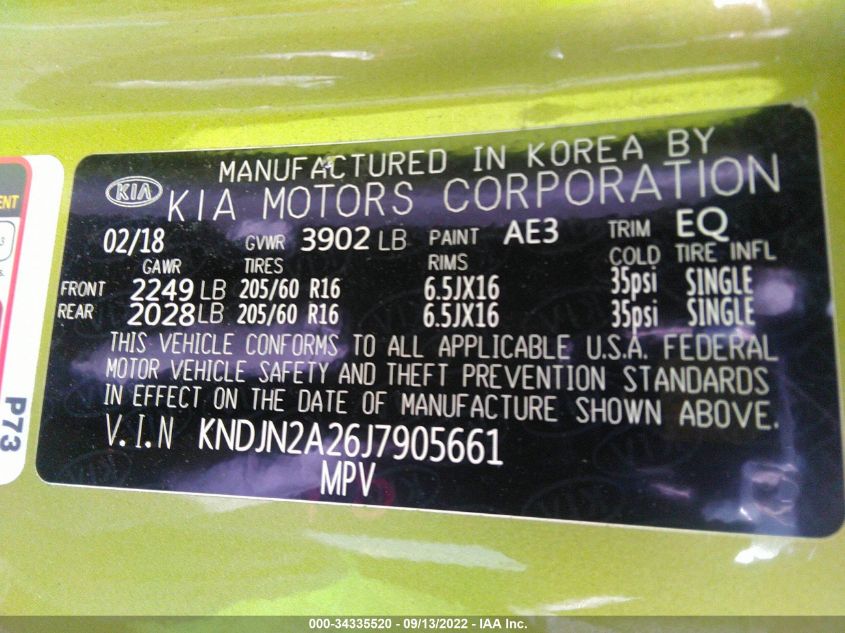 MANUFACTURED IN KOREA BY
KIA KIA MOTORS CORPORATION
02/18 GVWR 3902 LB PAINT AE3 TRIM EQ
GAWR TIRES RIMS COLD TIRE INFL
FRONT 2249 LB 205/60 R16 6.5JX16 35psi SINGLE
REAR 2028 LB 205/60 R16 6.5JX16 35psi SINGLE
THIS VEHICLE CONFORMS TO ALL APPLICABLE U.S.A. FEDERAL
MOTOR VEHICLE SAFETY AND THEFT PREVENTION STANDARDS
IN EFFECT ON THE DATE OF MANUFACTURE SHOWN ABOVE.
V.I.N KNDJN2A26J7905661
MPV
P73
000-34335520 - 09/13/2022 - IAA Inc.